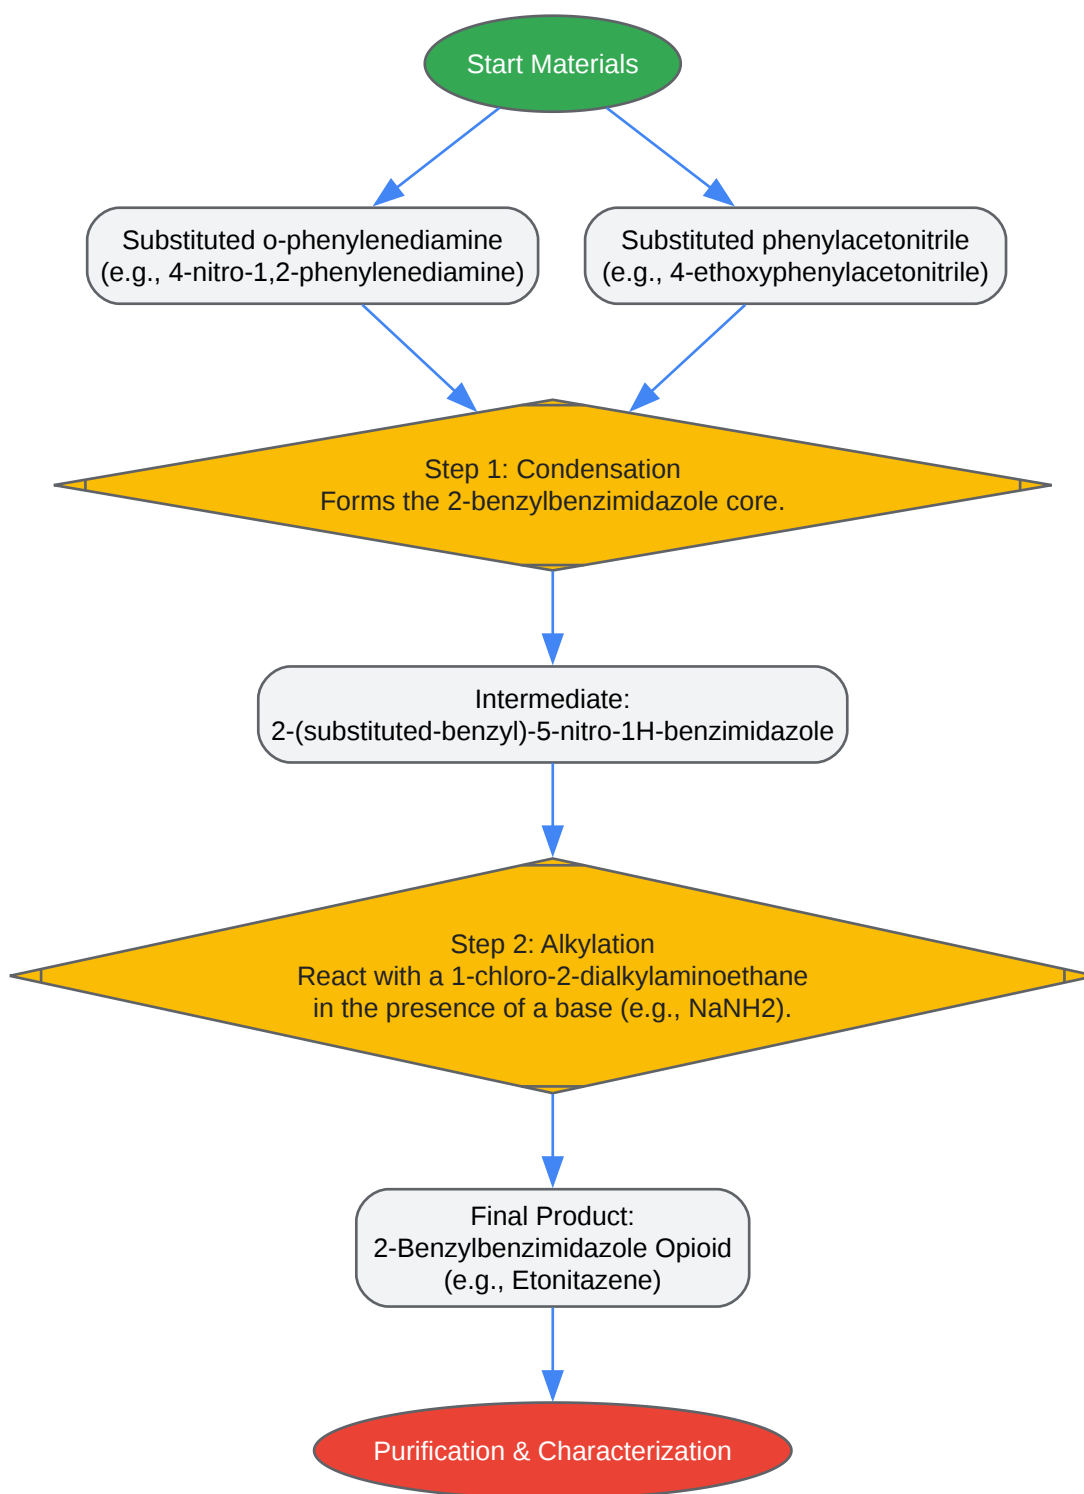 Start Materials
Substituted o-phenylenediamine
(e.g., 4-nitro-1,2-phenylenediamine)
Substituted phenylacetonitrile
(e.g., 4-ethoxyphenylacetonitrile)
Step 1: Condensation
Forms the 2-benzylbenzimidazole core.
Intermediate:
2-(substituted-benzyl)-5-nitro-1H-benzimidazole
Step 2: Alkylation
React with a 1-chloro-2-dialkylaminoethane
in the presence of a base (e.g., NaNH2).
Final Product:
2-Benzylbenzimidazole Opioid
(e.g., Etonitazene)
Purification & Characterization